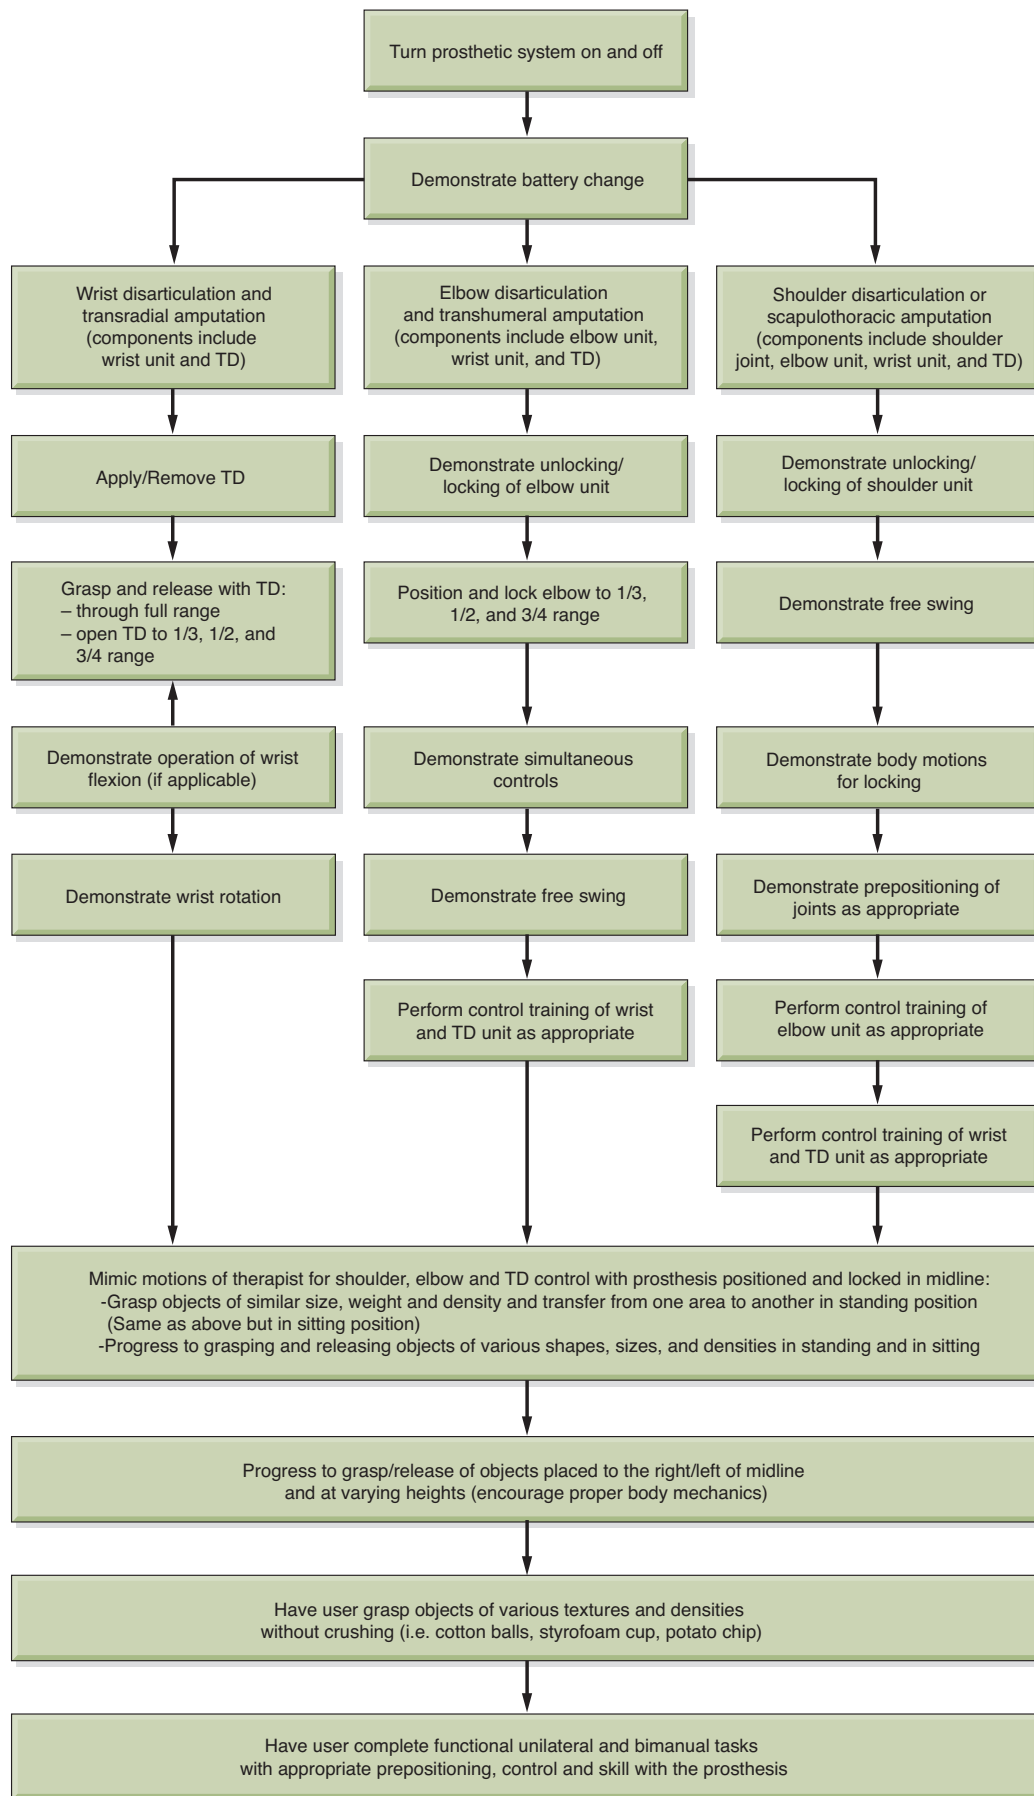 Turn prosthetic system on and off
Demonstrate battery change
Wrist disarticulation and
transradial amputation
(components include
wrist unit and TD)
Elbow disarticulation
and transhumeral amputation
(components include elbow unit,
wrist unit, and TD)
Shoulder disarticulation or
scapulothoracic amputation
(components include shoulder
joint, elbow unit, wrist unit, and TD)
Apply/Remove TD
Demonstrate unlocking/
locking of elbow unit
Demonstrate unlocking/
locking of shoulder unit
Grasp and release with TD:
– through full range
– open TD to 1/3, 1/2, and
3/4 range
Position and lock elbow to 1/3,
1/2, and 3/4 range
Demonstrate free swing
Demonstrate operation of wrist
flexion (if applicable)
Demonstrate simultaneous
controls
Demonstrate body motions
for locking
Demonstrate wrist rotation
Demonstrate free swing
Demonstrate prepositioning of
joints as appropriate
Perform control training of wrist
and TD unit as appropriate
Perform control training of
elbow unit as appropriate
Perform control training of wrist
and TD unit as appropriate
Mimic motions of therapist for shoulder, elbow and TD control with prosthesis positioned and locked in midline:
-Grasp objects of similar size, weight and density and transfer from one area to another in standing position
(Same as above but in sitting position)
-Progress to grasping and releasing objects of various shapes, sizes, and densities in standing and in sitting
Progress to grasp/release of objects placed to the right/left of midline
and at varying heights (encourage proper body mechanics)
Have user grasp objects of various textures and densities
without crushing (i.e. cotton balls, styrofoam cup, potato chip)
Have user complete functional unilateral and bimanual tasks
with appropriate prepositioning, control and skill with the prosthesis